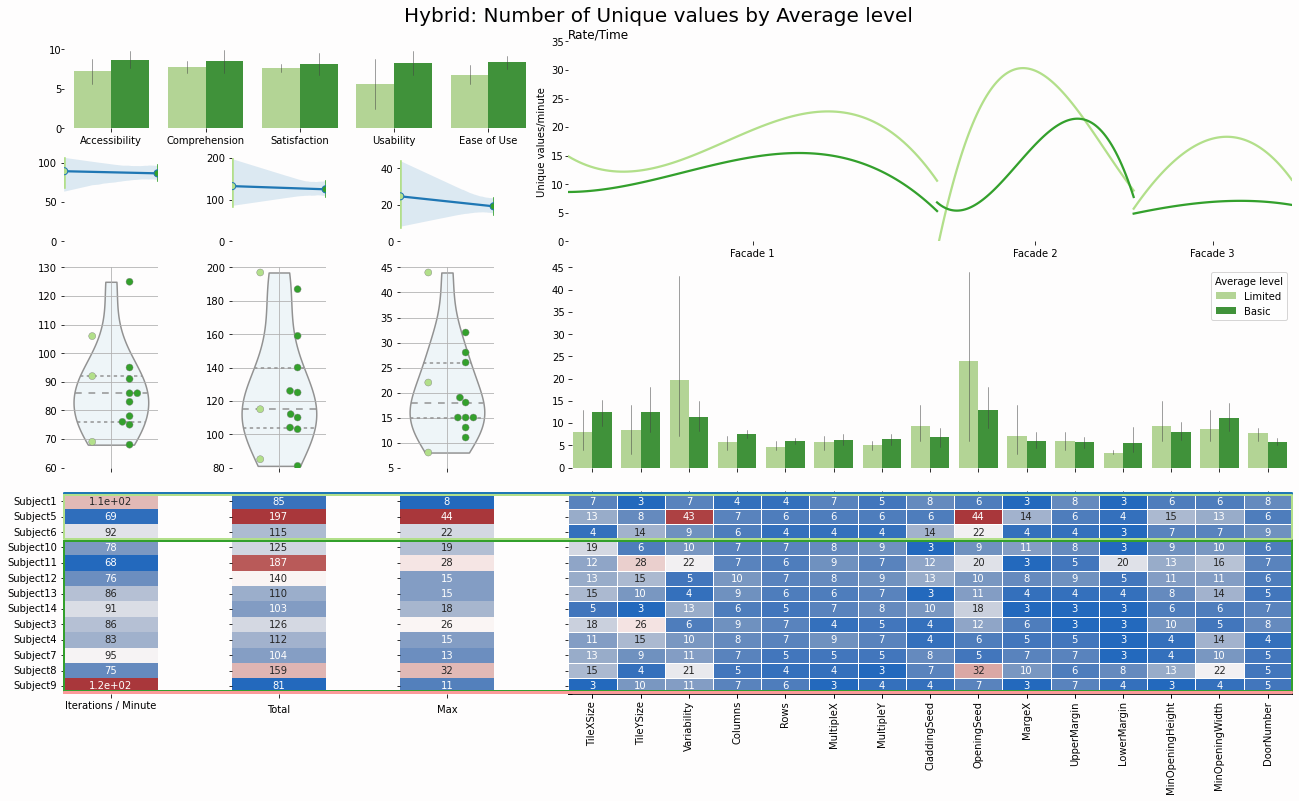 Hybrid: Number of Unique values by Average level
10
5
0
Accessibility Comprehension Satisfaction Usability Ease of Use
Rate/Time
Unique values/minute
35
30
25
20
15
10
5
0
Facade 1 Facade 2 Facade 3
100
50
0
200
100
0
40
20
0
130
120
110
100
90
80
70
60
200
180
160
140
120
100
80
45
40
35
30
25
20
15
10
5
45
40
35
30
25
20
15
10
5
0
Average level
Limited
Basic
Subject1 1.1e+02 85 8 7 3 7 4 4 7 5 8 6 3 8 3 6 6 8
Subject5 69 197 44 13 8 43 7 6 6 6 6 44 14 6 4 15 13 6
Subject6 92 115 22 4 14 9 6 4 4 4 14 22 4 4 3 7 7 9
Subject10 78 125 19 19 6 10 7 7 8 9 3 9 11 8 3 9 10 6
Subject11 68 187 28 12 28 22 7 6 9 7 12 20 3 5 20 13 16 7
Subject12 76 140 15 13 15 5 10 7 8 9 13 10 8 9 5 11 11 6
Subject13 86 110 15 15 10 4 9 6 6 7 3 11 4 4 4 8 14 5
Subject14 91 103 18 5 3 13 6 5 7 8 10 18 3 3 3 6 6 7
Subject3 86 126 26 18 26 6 9 7 4 5 4 12 6 3 3 10 5 8
Subject4 83 112 15 11 15 10 8 7 9 7 4 6 5 5 3 4 14 4
Subject7 95 104 13 13 9 11 7 5 5 5 8 5 7 7 3 4 10 5
Subject8 75 159 32 15 4 21 5 4 4 3 7 32 10 6 8 13 22 5
Subject9 1.2e+02 81 11 3 10 11 7 6 3 4 4 7 3 7 4 3 4 5
Iterations / Minute Total Max
TileXSize
TileYSize
Variability
Columns
Rows
MultipleX
MultipleY
CladdingSeed
OpeningSeed
MargeX
UpperMargin
LowerMargin
MinOpeningHeight
MinOpeningWidth
DoorNumber